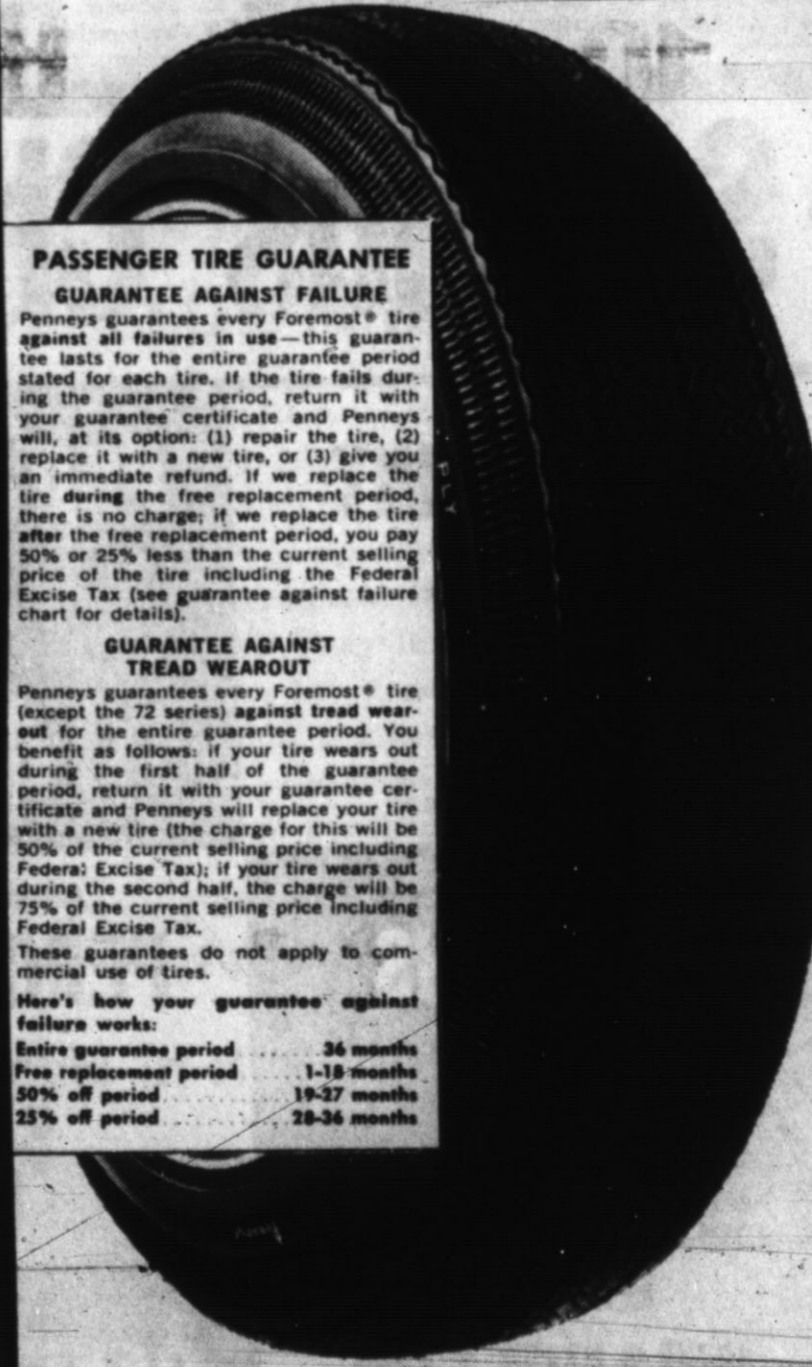 PASSENGER TIRE GUARANTEE
GUARANTEE AGAINST FAILURE
Penneys guarantees every Foremost® tire
against all failures in use—this guaran-
tee lasts for the entire guarantee period
stated for each tire. If the tire fails dur-
ing the guarantee period, return it with
your guarantee certificate and Penneys
will, at its option: (1) repair the tire, (2)
replace it with a new tire, or (3) give you
an immediate refund. If we replace the
tire during the free replacement period,
there is no charge; if we replace the tire
after the free replacement period, you pay
50% or 25% less than the current selling
price of the tire including the Federal
Excise Tax (see guarantee against failure
chart for details).
GUARANTEE AGAINST
TREAD WEAROUT
Penneys guarantees every Foremost® tire
(except the 72 series) against tread wear-
out for the entire guarantee period. You
benefit as follows: if your tire wears out
during the first half of the guarantee
period, return it with your guarantee cer-
tificate and Penneys will replace your tire
with a new tire (the charge for this will be
50% of the current selling price including
Federal Excise Tax); if your tire wears out
during the second half, the charge will be
75% of the current selling price including
Federal Excise Tax.
These guarantees do not apply to com-
mercial use of tires.
Here's how your guarantee against
failure works:
Entire guarantee period ..... 36 months
Free replacement period ..... 1-18 months
50% off period ..... 19-27 months
25% off period ..... 28-36 months
PLY